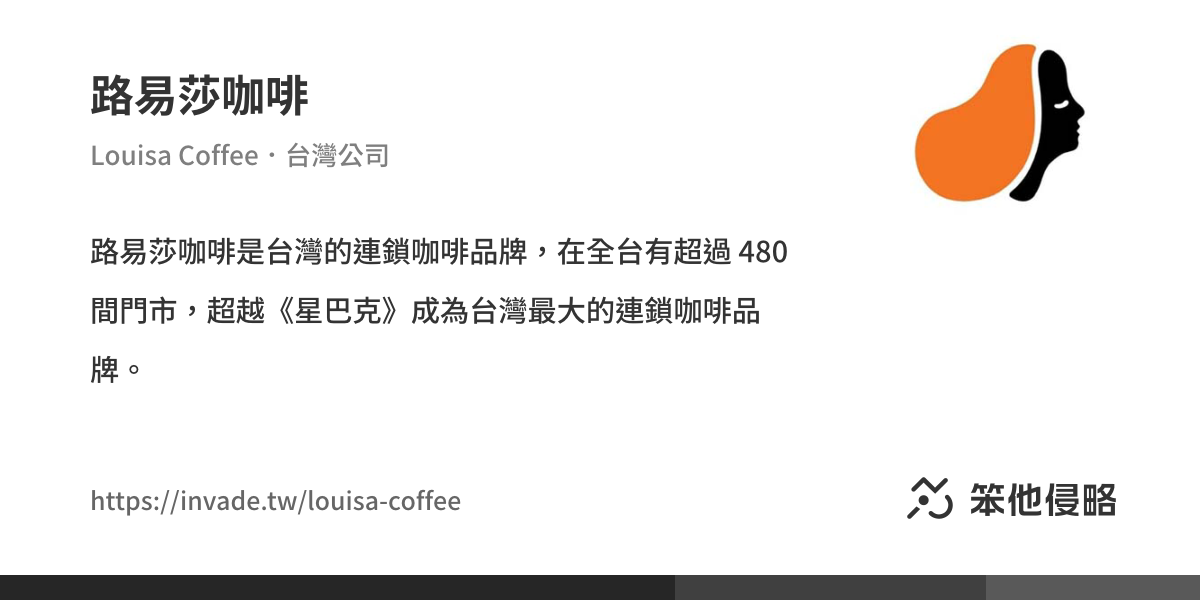 路易莎咖啡
Louisa Coffee・台灣公司
路易莎咖啡是台灣的連鎖咖啡品牌，在全台有超過 480
間門市，超越《星巴克》成為台灣最大的連鎖咖啡品
牌。
https://invade.tw/louisa-coffee
笨他侵略